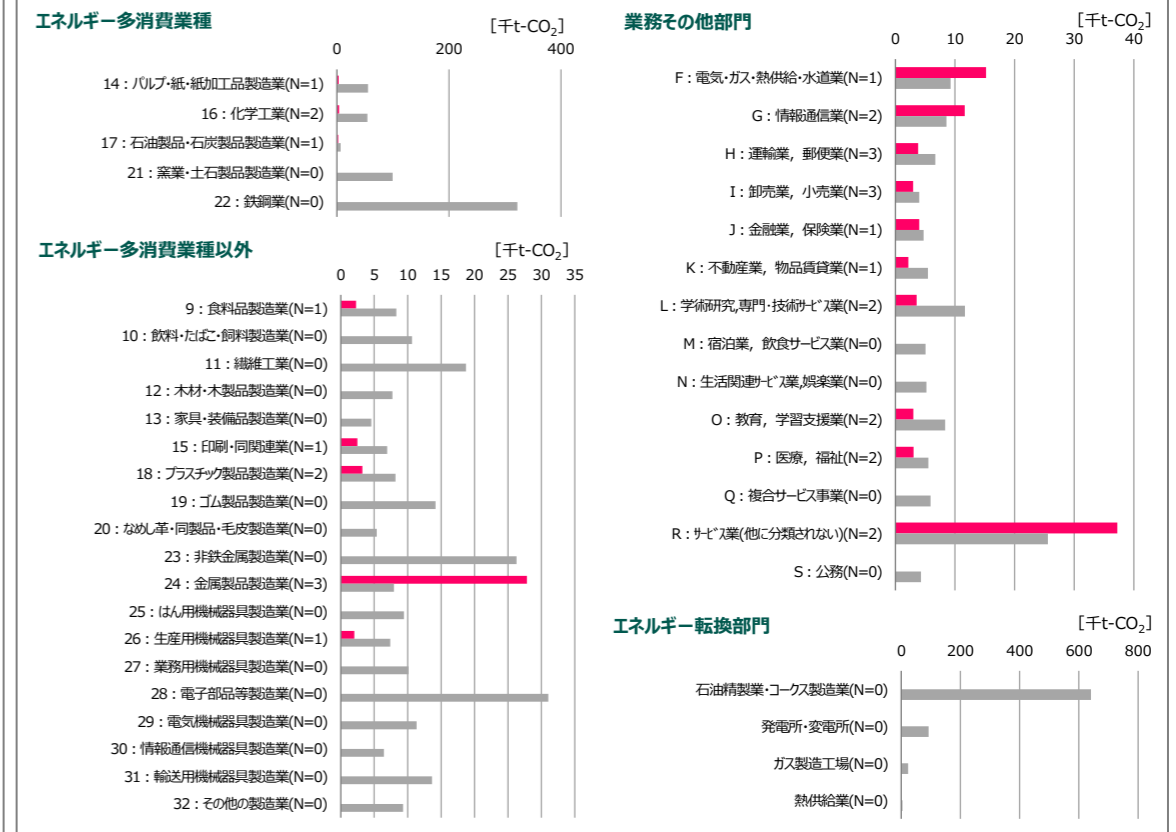 エネルギー多消費業種
[千t-CO₂]
0 200 400
14：パルプ・紙・紙加工品製造業(N=1)
16：化学工業(N=2)
17：石油製品・石炭製品製造業(N=1)
21：窯業・土石製品製造業(N=0)
22：鉄鋼業(N=0)
エネルギー多消費業種以外
[千t-CO₂]
0 5 10 15 20 25 30 35
9：食料品製造業(N=1)
10：飲料・たばこ・飼料製造業(N=0)
11：繊維工業(N=0)
12：木材・木製品製造業(N=0)
13：家具・装備品製造業(N=0)
15：印刷・同関連業(N=1)
18：プラスチック製品製造業(N=2)
19：ゴム製品製造業(N=0)
20：なめし革・同製品・毛皮製造業(N=0)
23：非鉄金属製造業(N=0)
24：金属製品製造業(N=3)
25：はん用機械器具製造業(N=0)
26：生産用機械器具製造業(N=1)
27：業務用機械器具製造業(N=0)
28：電子部品等製造業(N=0)
29：電気機械器具製造業(N=0)
30：情報通信機械器具製造業(N=0)
31：輸送用機械器具製造業(N=0)
32：その他の製造業(N=0)
業務その他部門
[千t-CO₂]
0 10 20 30 40
F：電気・ガス・熱供給・水道業(N=1)
G：情報通信業(N=2)
H：運輸業，郵便業(N=3)
I：卸売業，小売業(N=3)
J：金融業，保険業(N=1)
K：不動産業，物品賃貸業(N=1)
L：学術研究,専門・技術サービス業(N=2)
M：宿泊業，飲食サービス業(N=0)
N：生活関連サービス業,娯楽業(N=0)
O：教育，学習支援業(N=2)
P：医療，福祉(N=2)
Q：複合サービス事業(N=0)
R：サービス業(他に分類されない)(N=2)
S：公務(N=0)
エネルギー転換部門
[千t-CO₂]
0 200 400 600 800
石油精製業・コークス製造業(N=0)
発電所・変電所(N=0)
ガス製造工場(N=0)
熱供給業(N=0)